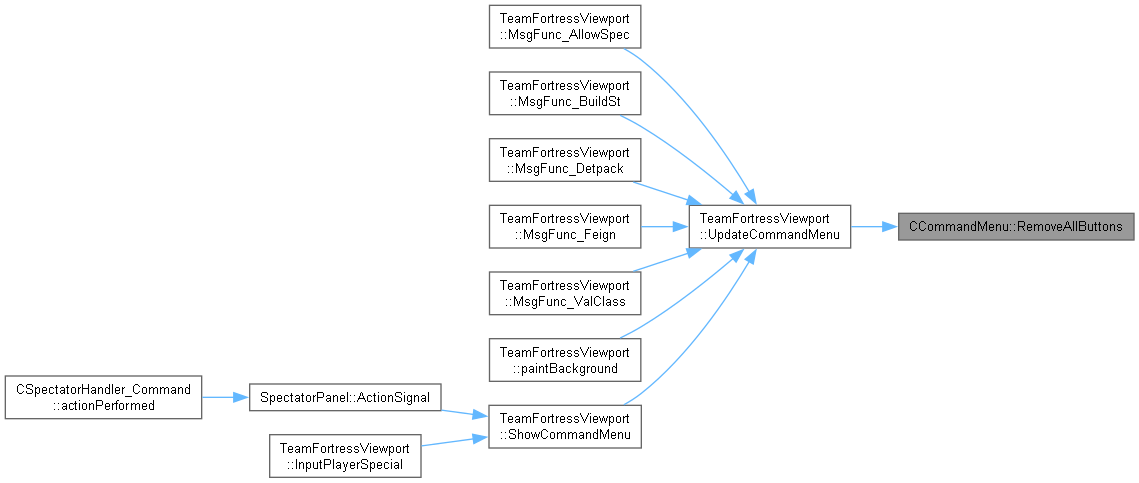 TeamFortressViewport
::MsgFunc_AllowSpec
TeamFortressViewport
::MsgFunc_BuildSt
TeamFortressViewport
::MsgFunc_Detpack
TeamFortressViewport
::MsgFunc_Feign
TeamFortressViewport
::UpdateCommandMenu
CCommandMenu::RemoveAllButtons
TeamFortressViewport
::MsgFunc_ValClass
TeamFortressViewport
::paintBackground
CSpectatorHandler_Command
::actionPerformed
SpectatorPanel::ActionSignal
TeamFortressViewport
::ShowCommandMenu
TeamFortressViewport
::InputPlayerSpecial